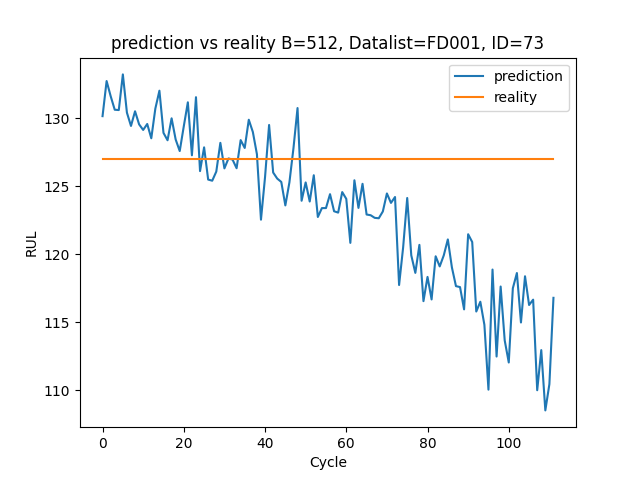 prediction vs reality B=512, Datalist=FD001, ID=73
prediction
reality
RUL
130
125
120
115
110
0 20 40 60 80 100
Cycle